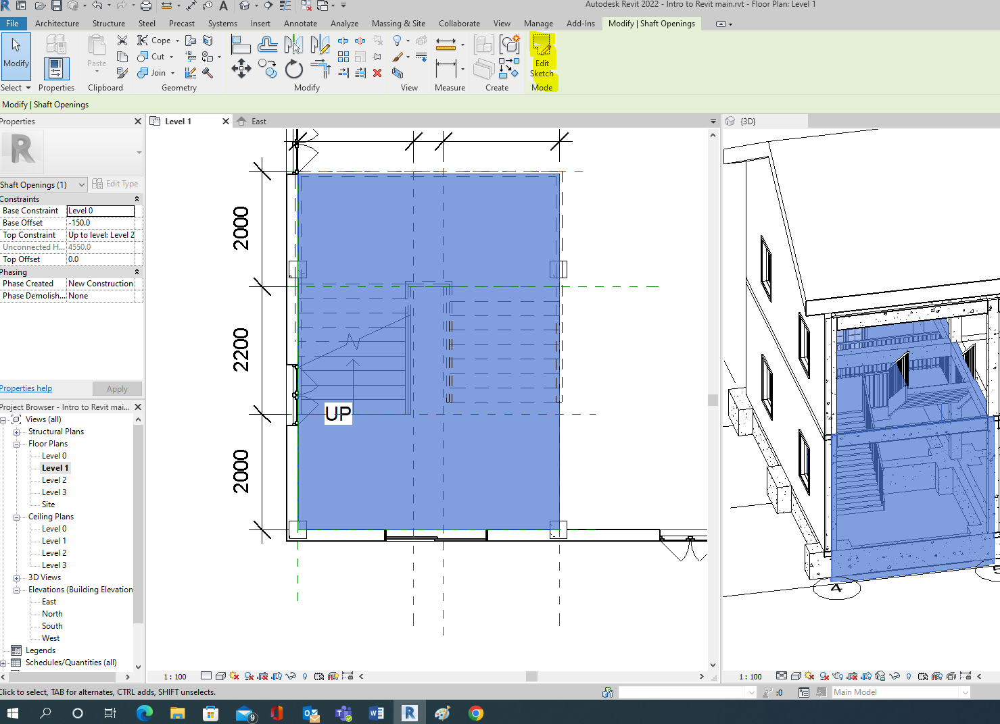 Autodesk Revit 2022 - Intro to Revit main.rvt - Floor Plan: Level 1
File Architecture Structure Steel Precast Systems Insert Annotate Analyze Massing & Site Collaborate View Manage Add-Ins Modify | Shaft Openings
Modify
Paste
Cope
Cut
Join
Edit
Sketch
Select Properties Clipboard Geometry Modify View Measure Create Mode
Modify | Shaft Openings
Properties
Level 1
East
{3D}
R
Shaft Openings (1)
Edit Type
Constraints
Base Constraint Level 0
Base Offset -150.0
Top Constraint Up to level: Level 2
Unconnected H... 4550.0
Top Offset 0.0
Phasing
Phase Created New Construction
Phase Demolish... None
Properties help
Apply
Project Browser - Intro to Revit mai...
Views (all)
Structural Plans
Floor Plans
Level 0
Level 1
Level 2
Level 3
Site
Ceiling Plans
Level 0
Level 1
Level 2
Level 3
3D Views
Elevations (Building Elevation
East
North
South
West
Legends
Schedules/Quantities (all)
2000
2200
2000
UP
4
1 : 100
1 : 100
Click to select, TAB for alternates, CTRL adds, SHIFT unselects.
:0
Main Model
9